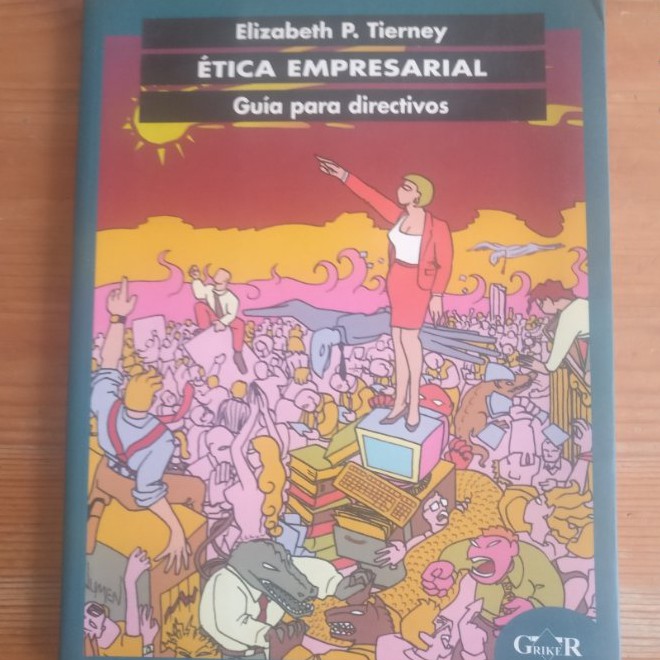 Elizabeth P. Tierney
ÉTICA EMPRESARIAL
Guía para directivos
GRIKER